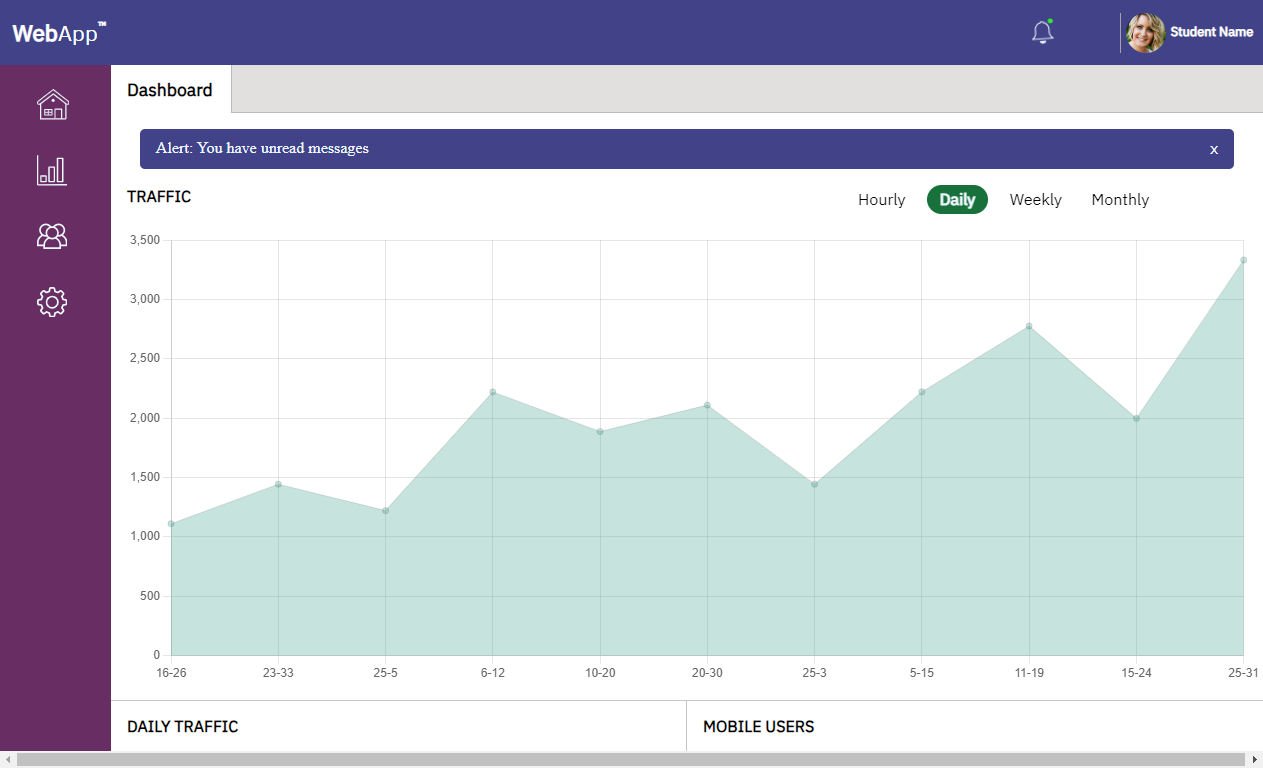 WebApp™
Student Name
Dashboard
Alert: You have unread messages x
TRAFFIC
Hourly Daily Weekly Monthly
3,500
3,000
2,500
2,000
1,500
1,000
500
0
16-26 23-33 25-5 6-12 10-20 20-30 25-3 5-15 11-19 15-24 25-31
DAILY TRAFFIC
MOBILE USERS